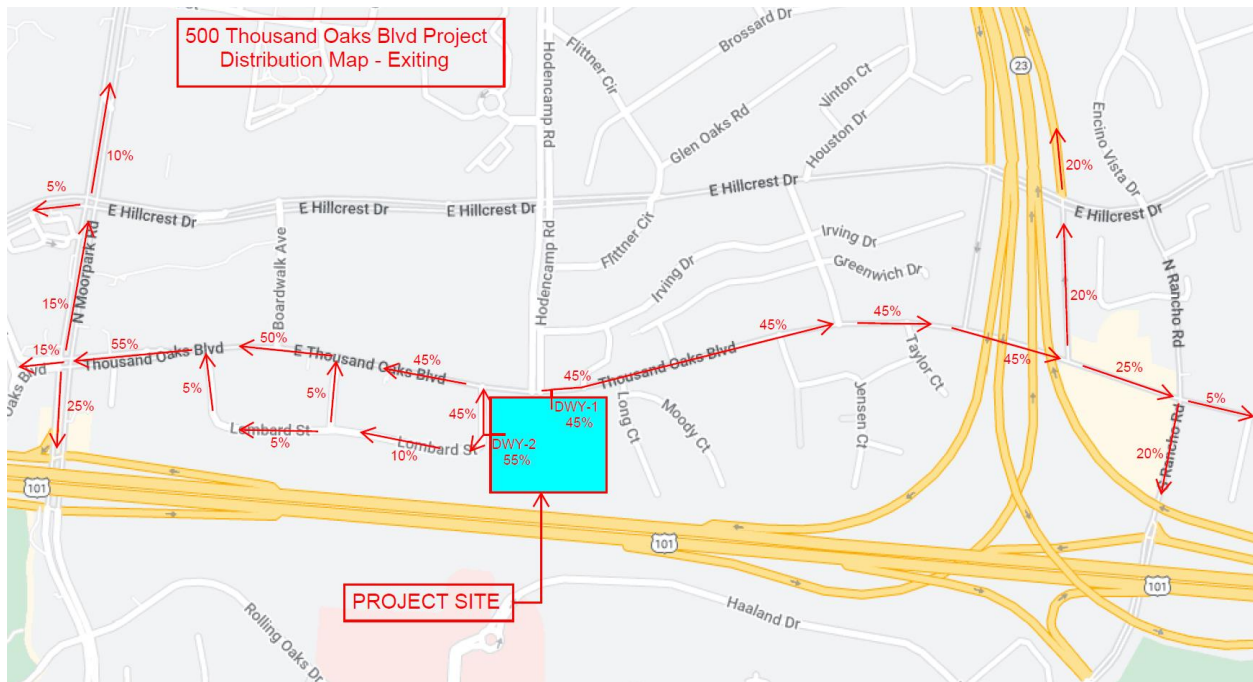 500 Thousand Oaks Blvd Project
Distribution Map - Exiting
Hodencamp Rd
Flittner Cir
Brossard Dr
Vinton Ct
Houston Dr
Glen Oaks Rd
23
Encino Vista Dr
10%
5%
20%
E Hillcrest Dr
E Hillcrest Dr
E Hillcrest Dr
E Hillcrest Dr
E Hillcrest Dr
N Moorpark Rd
Boardwalk Ave
Hodencamp Rd
Flittner Cir
Irving Dr
Irving Dr
Greenwich Dr
N Rancho Rd
15%
20%
15%
55%
50%
45%
45%
45%
45%
45%
Thousand Oaks Blvd
E Thousand Oaks Blvd
Thousand Oaks Blvd
Oaks Blvd
Taylor Ct
25%
5%
25%
5%
5%
45%
DWY-1
45%
Long Ct
Moody Ct
Jensen Ct
Lombard St
5%
10%
Lombard St
DWY-2
55%
20%
S Rancho Rd
101
101
101
PROJECT SITE
Rolling Oaks Dr
Haaland Dr